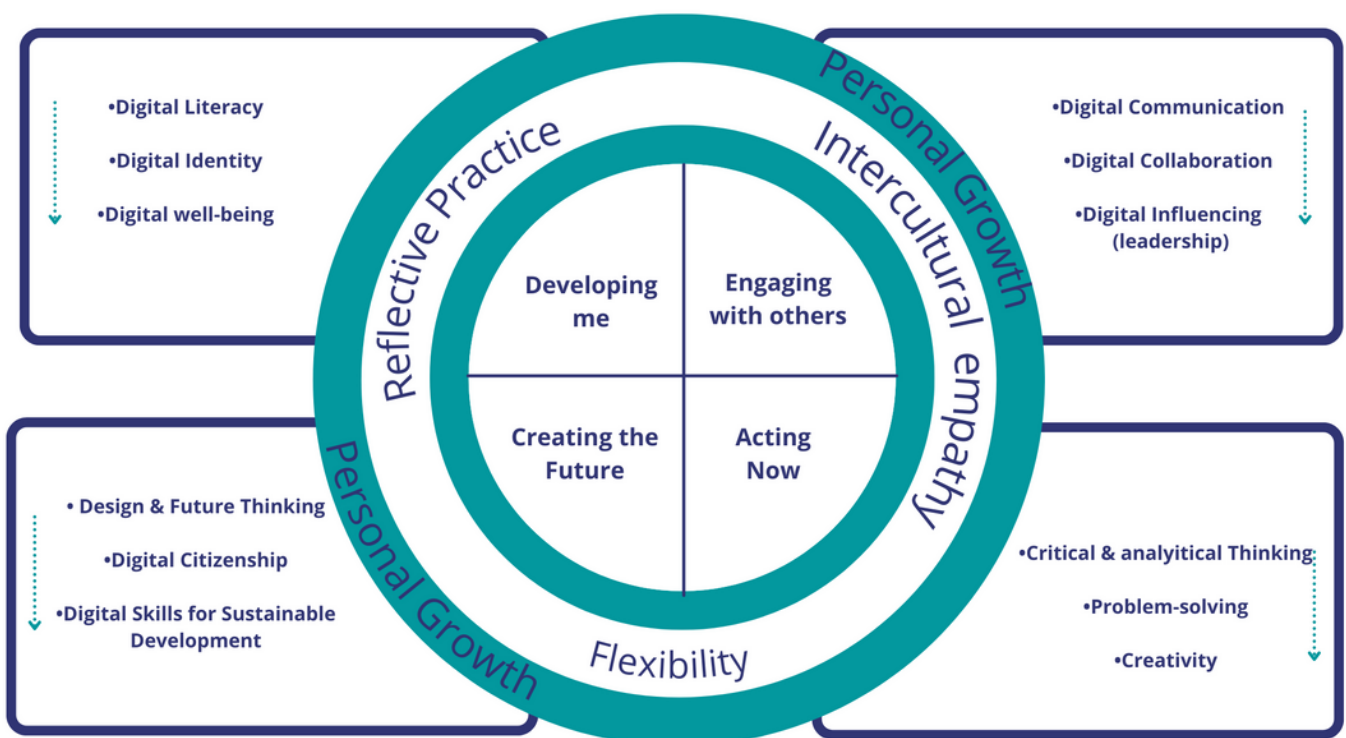 •Digital Literacy
•Digital Identity
•Digital well-being
•Digital Communication
•Digital Collaboration
•Digital Influencing
(leadership)
Personal Growth
Reflective Practice
Intercultural empathy
Developing
me
Engaging
with others
Creating the
Future
Acting
Now
Flexibility
Personal Growth
• Design & Future Thinking
•Digital Citizenship
•Digital Skills for Sustainable
Development
•Critical & analyitical Thinking
•Problem-solving
•Creativity